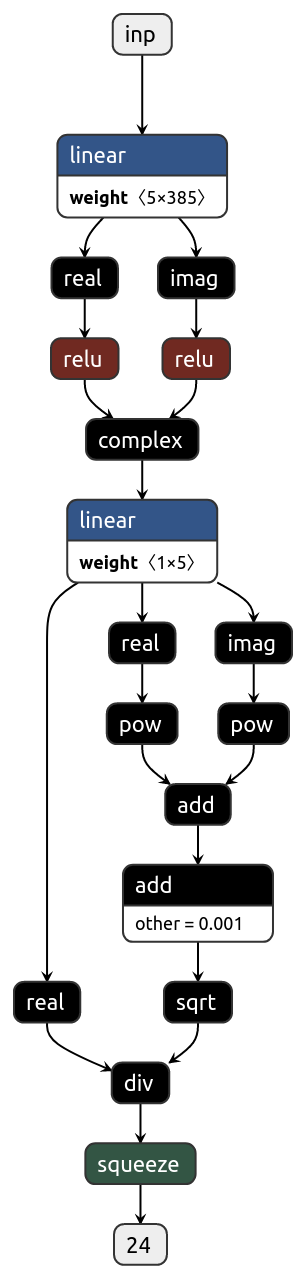 inp
linear
weight〈5×385〉
real
imag
relu
relu
complex
linear
weight〈1×5〉
real
imag
pow
pow
add
add
other = 0.001
real
sqrt
div
squeeze
24